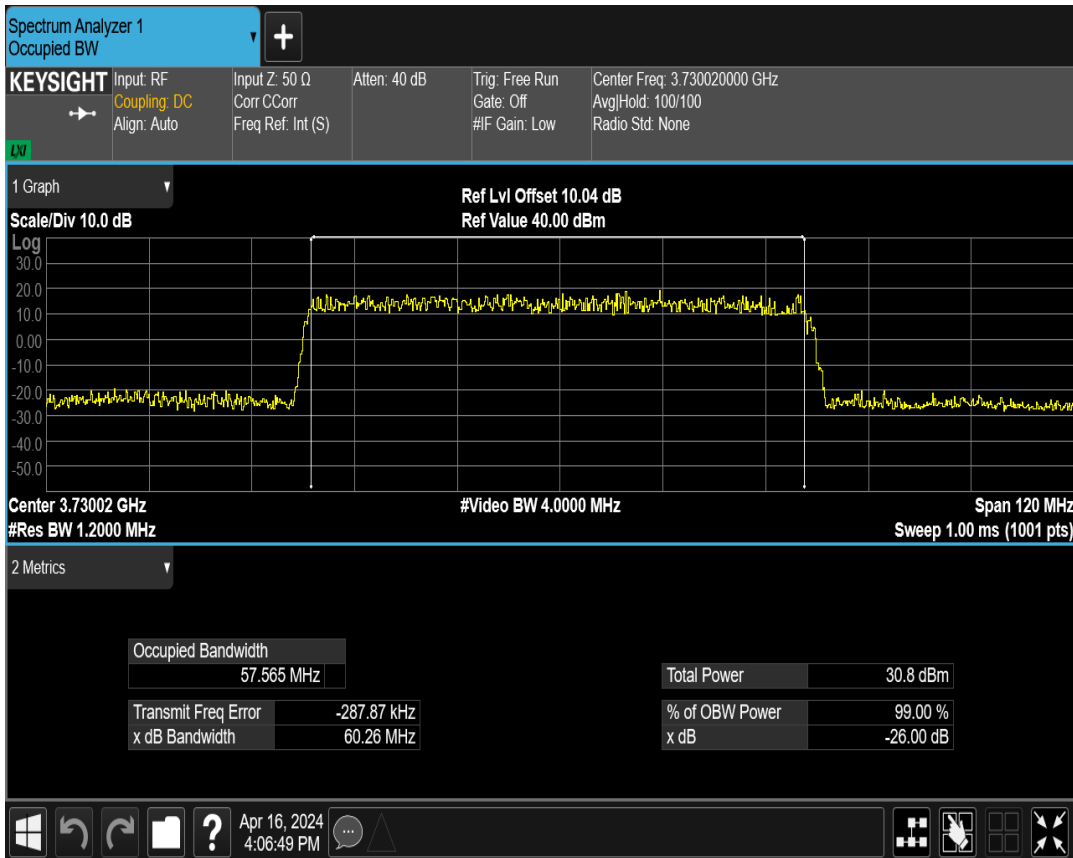 Spectrum Analyzer 1
Occupied BW
+
KEYSIGHT
LXI
Input: RF
Coupling: DC
Align: Auto
Input Z: 50 Ω
Corr CCorr
Freq Ref: Int (S)
Atten: 40 dB
Trig: Free Run
Gate: Off
#IF Gain: Low
Center Freq: 3.730020000 GHz
Avg|Hold: 100/100
Radio Std: None
1 Graph
Ref Lvl Offset 10.04 dB
Scale/Div 10.0 dB
Ref Value 40.00 dBm
Log
30.0
20.0
10.0
0.00
-10.0
-20.0
-30.0
-40.0
-50.0
Center 3.73002 GHz
#Video BW 4.0000 MHz
Span 120 MHz
#Res BW 1.2000 MHz
Sweep 1.00 ms (1001 pts)
2 Metrics
Occupied Bandwidth
57.565 MHz
Total Power 30.8 dBm
Transmit Freq Error -287.87 kHz
% of OBW Power 99.00 %
x dB Bandwidth 60.26 MHz
x dB -26.00 dB
?
Apr 16, 2024
4:06:49 PM